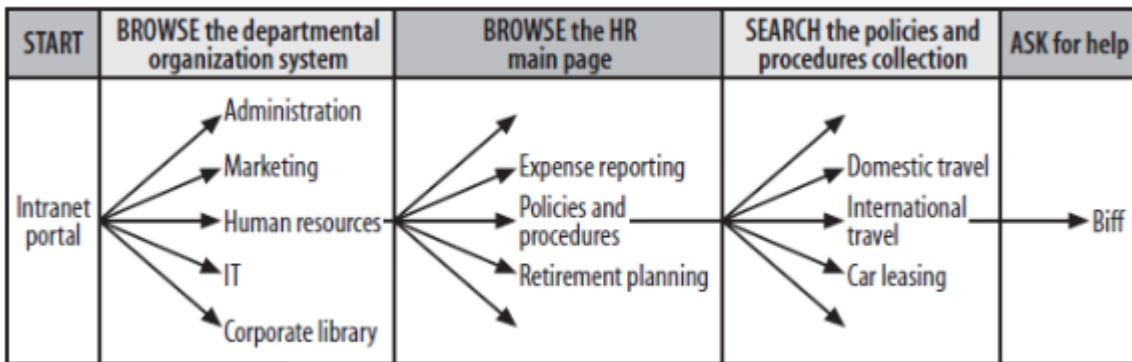 START
BROWSE the departmental
organization system
BROWSE the HR
main page
SEARCH the policies and
procedures collection
ASK for help
Intranet
portal
Administration
Marketing
Human resources
IT
Corporate library
Expense reporting
Policies and
procedures
Retirement planning
Domestic travel
International
travel
Car leasing
Biff